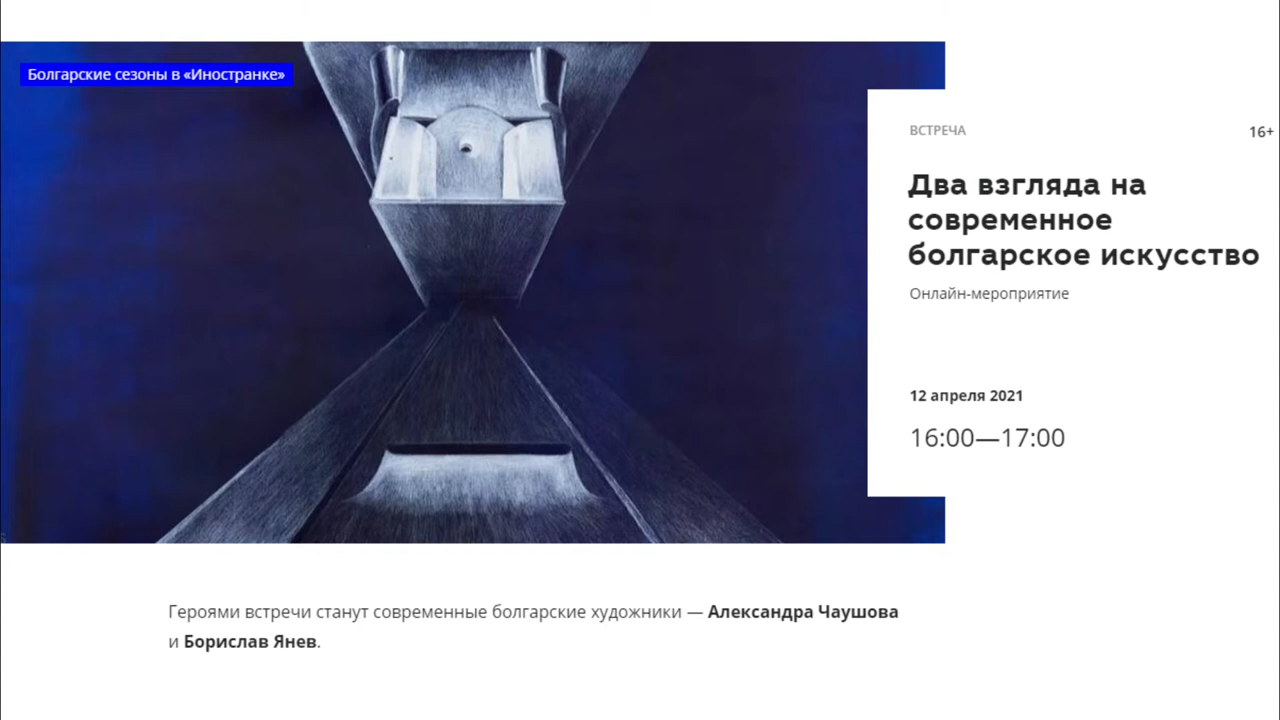 Болгарские сезоны в «Иностранке»
ВСТРЕЧА
16+
Два взгляда на
современное
болгарское искусство
Онлайн-мероприятие
12 апреля 2021
16:00—17:00
Героями встречи станут современные болгарские художники — Александра Чаушова
и Борислав Янев.